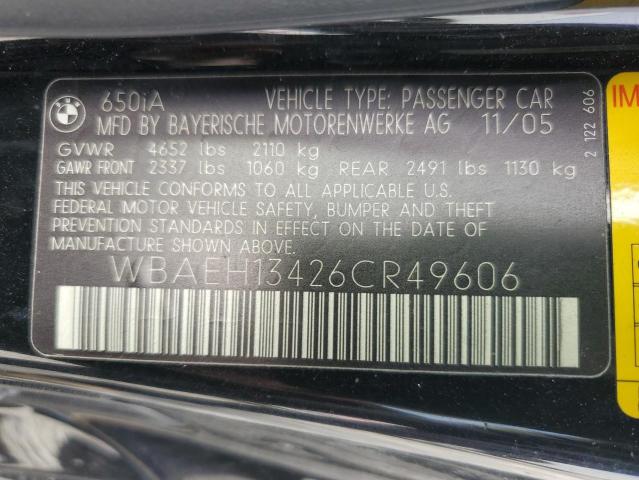 650iA VEHICLE TYPE: PASSENGER CAR
MFD BY BAYERISCHE MOTORENWERKE AG 11/05
GVWR 4652 lbs 2110 kg
GAWR FRONT 2337 lbs 1060 kg REAR 2491 lbs 1130 kg
THIS VEHICLE CONFORMS TO ALL APPLICABLE U.S.
FEDERAL MOTOR VEHICLE SAFETY, BUMPER AND THEFT
PREVENTION STANDARDS IN EFFECT ON THE DATE OF
MANUFACTURE SHOWN ABOVE.
WBAEH13426CR49606
2 122 606
IM